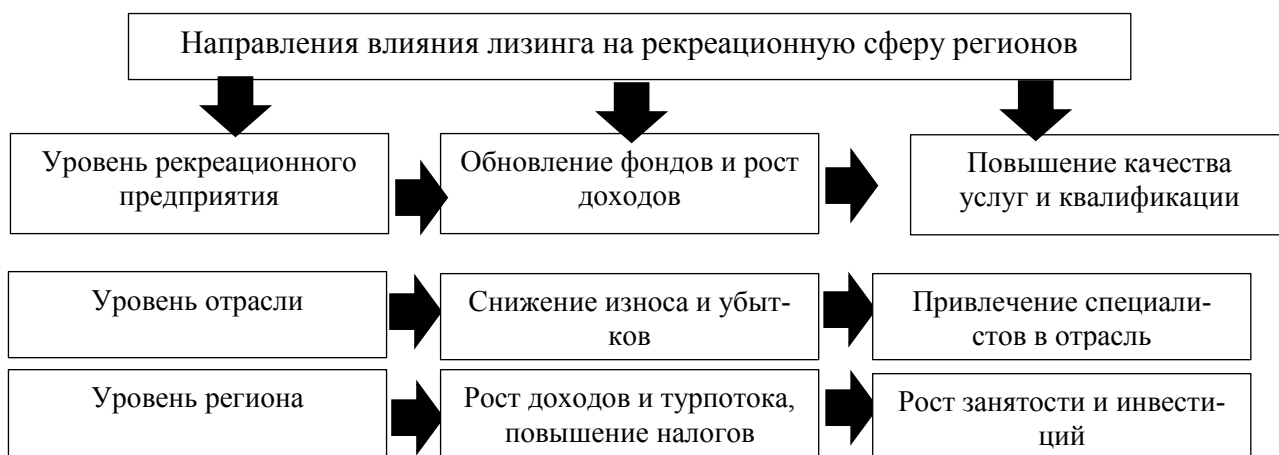 Направления влияния лизинга на рекреационную сферу регионов
Уровень рекреационного
предприятия
Обновление фондов и рост
доходов
Повышение качества
услуг и квалификации
Уровень отрасли
Снижение износа и убыт-
ков
Привлечение специали-
стов в отрасль
Уровень региона
Рост доходов и турпотока,
повышение налогов
Рост занятости и инвести-
ций